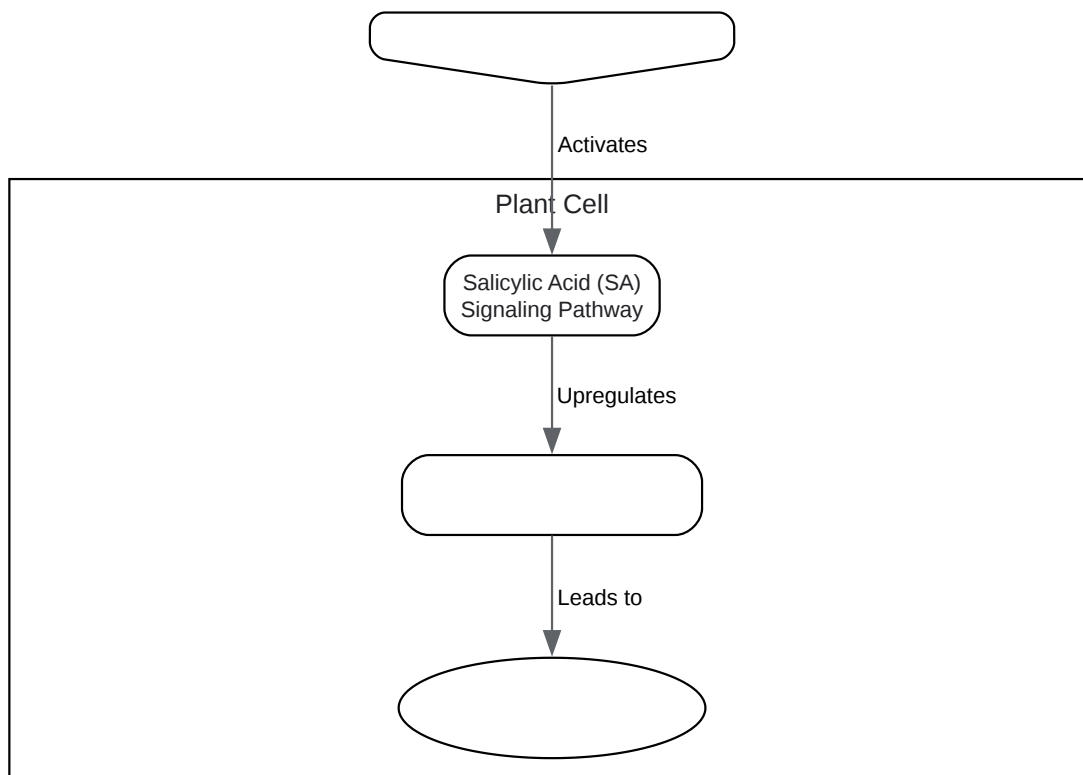 Activates
Plant Cell
Salicylic Acid (SA)
Signaling Pathway
Upregulates
Leads to